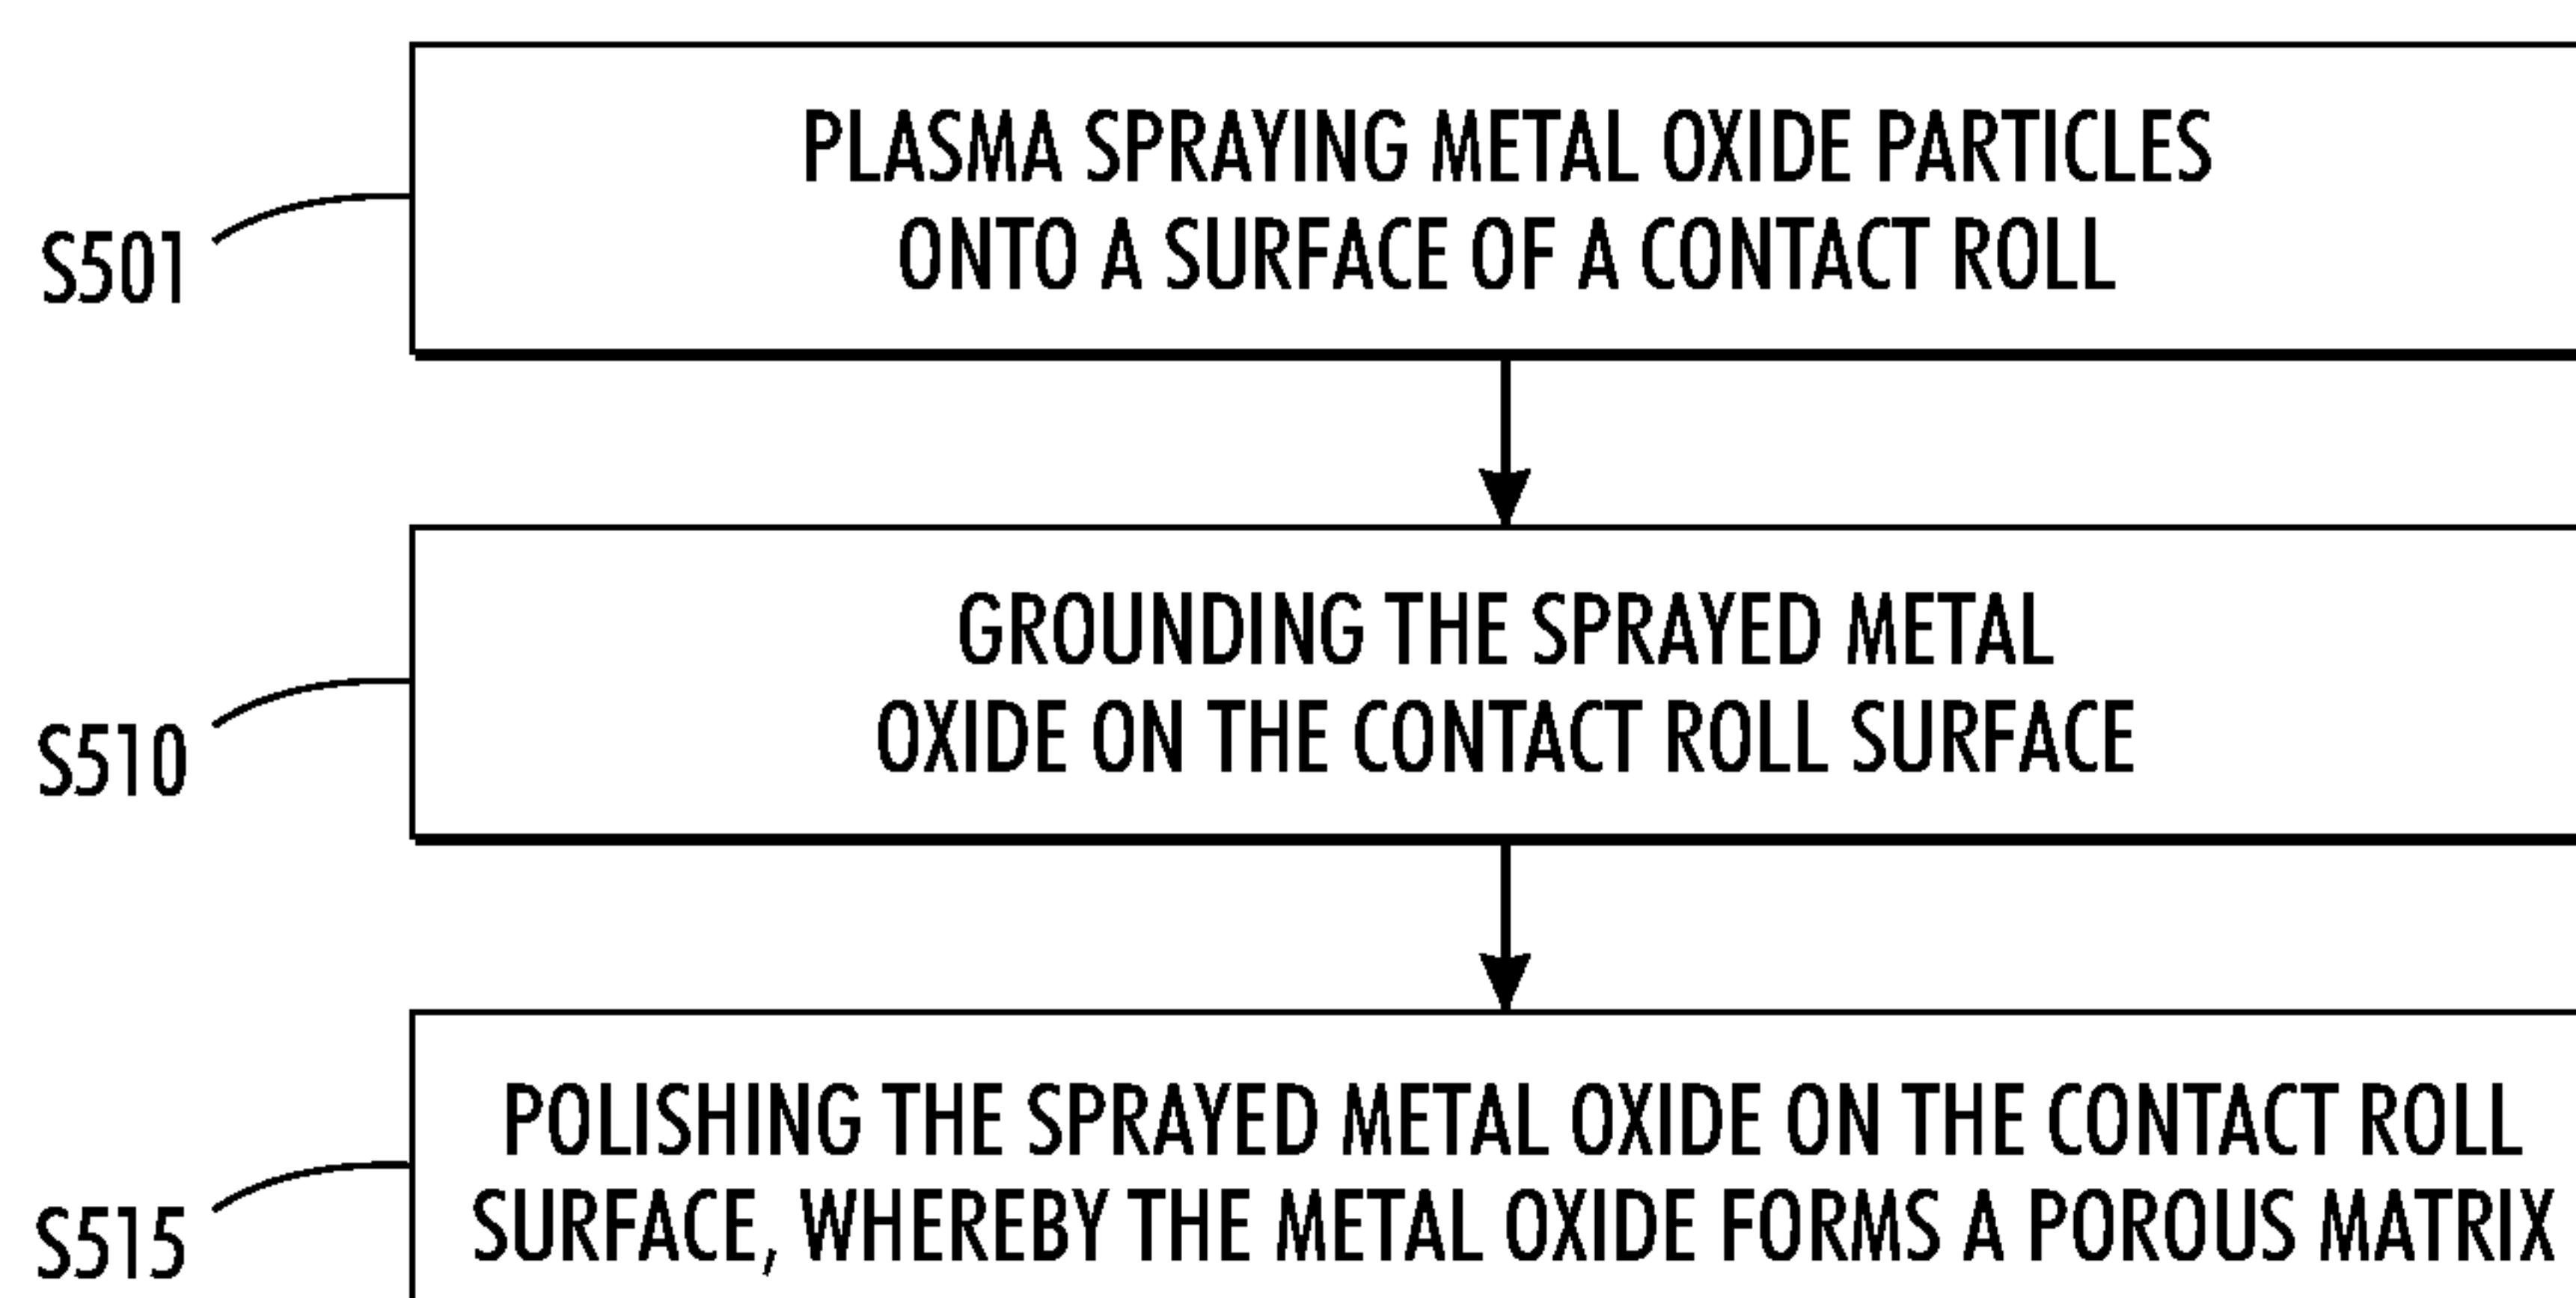 PLASMA SPRAYING METAL OXIDE PARTICLES
ONTO A SURFACE OF A CONTACT ROLL
S501
GROUNDING THE SPRAYED METAL
OXIDE ON THE CONTACT ROLL SURFACE
S510
POLISHING THE SPRAYED METAL OXIDE ON THE CONTACT ROLL
SURFACE, WHEREBY THE METAL OXIDE FORMS A POROUS MATRIX
S515